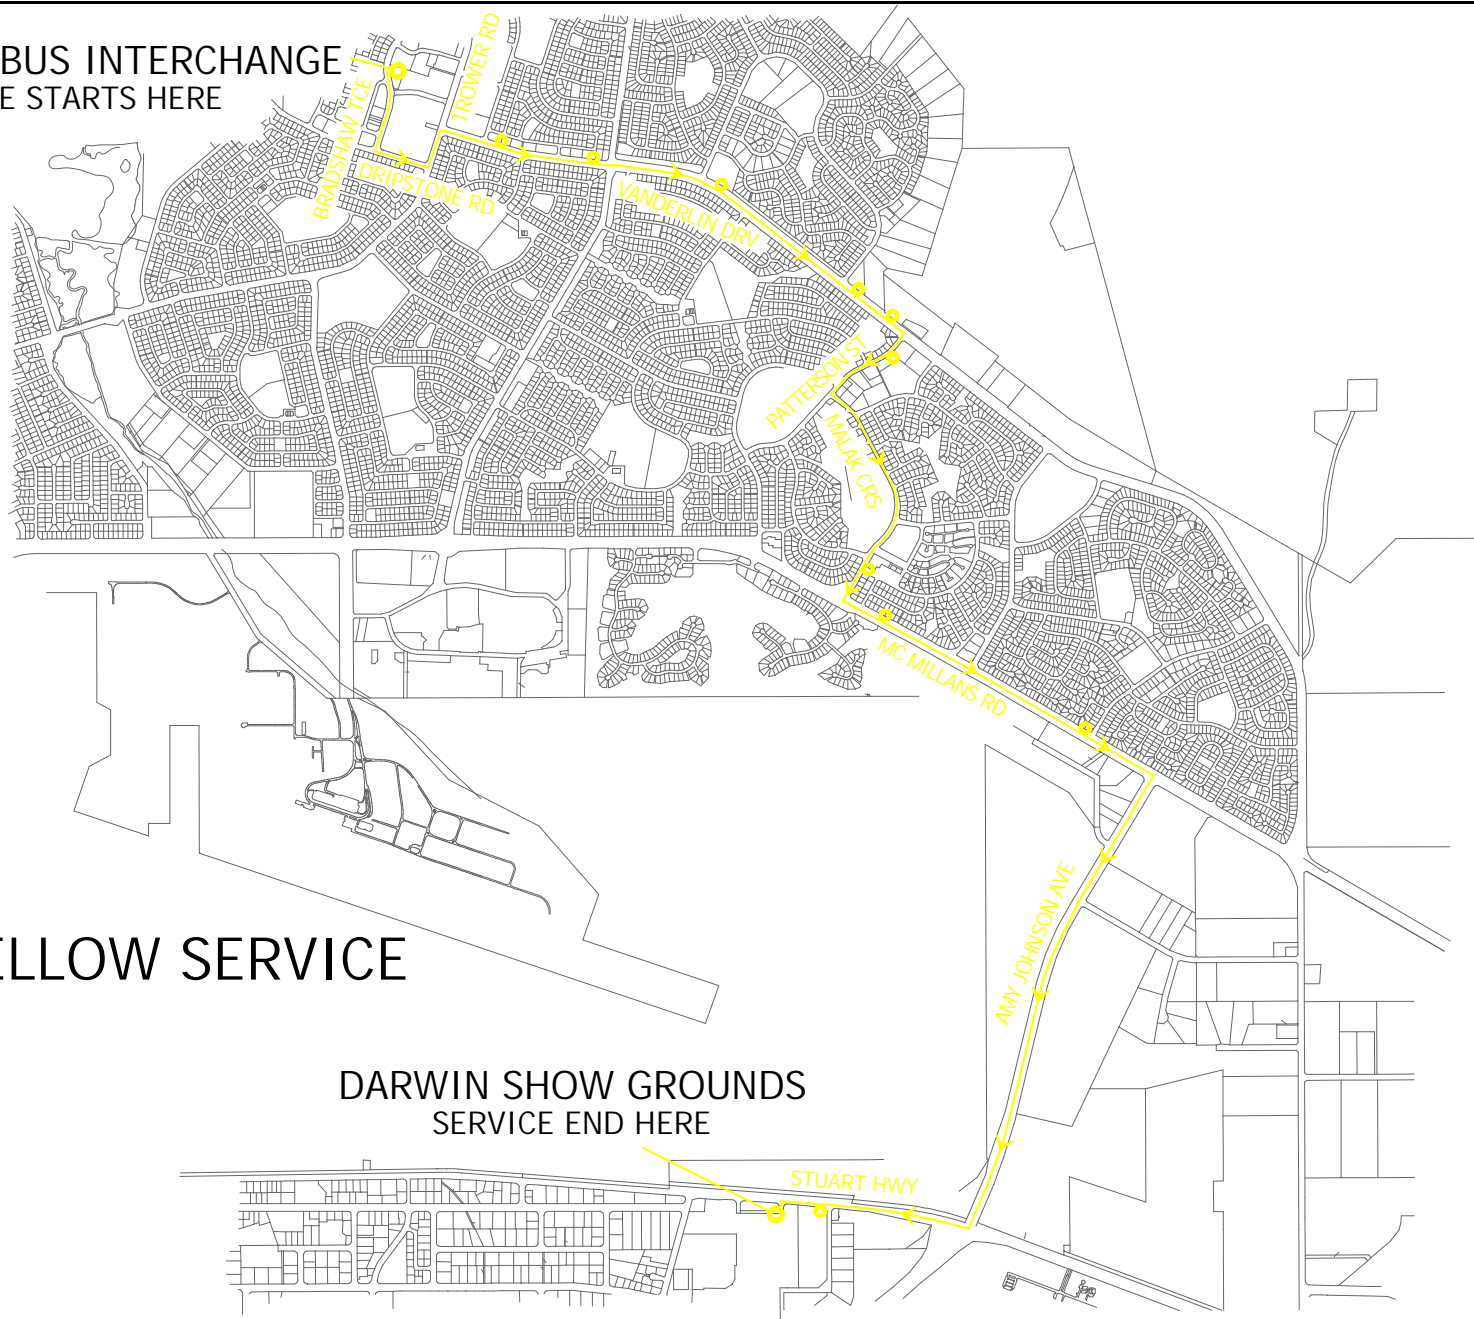 BUS INTERCHANGE
E STARTS HERE
TROWER RD
BRADSHAW TCE
DRIPSTONE RD
VANDERLIN DRV
PATTERSON ST
MALAK CRS
MC MILLANS RD
AMY JOHNSON AVE
ELLOW SERVICE
DARWIN SHOW GROUNDS
SERVICE END HERE
STUART HWY